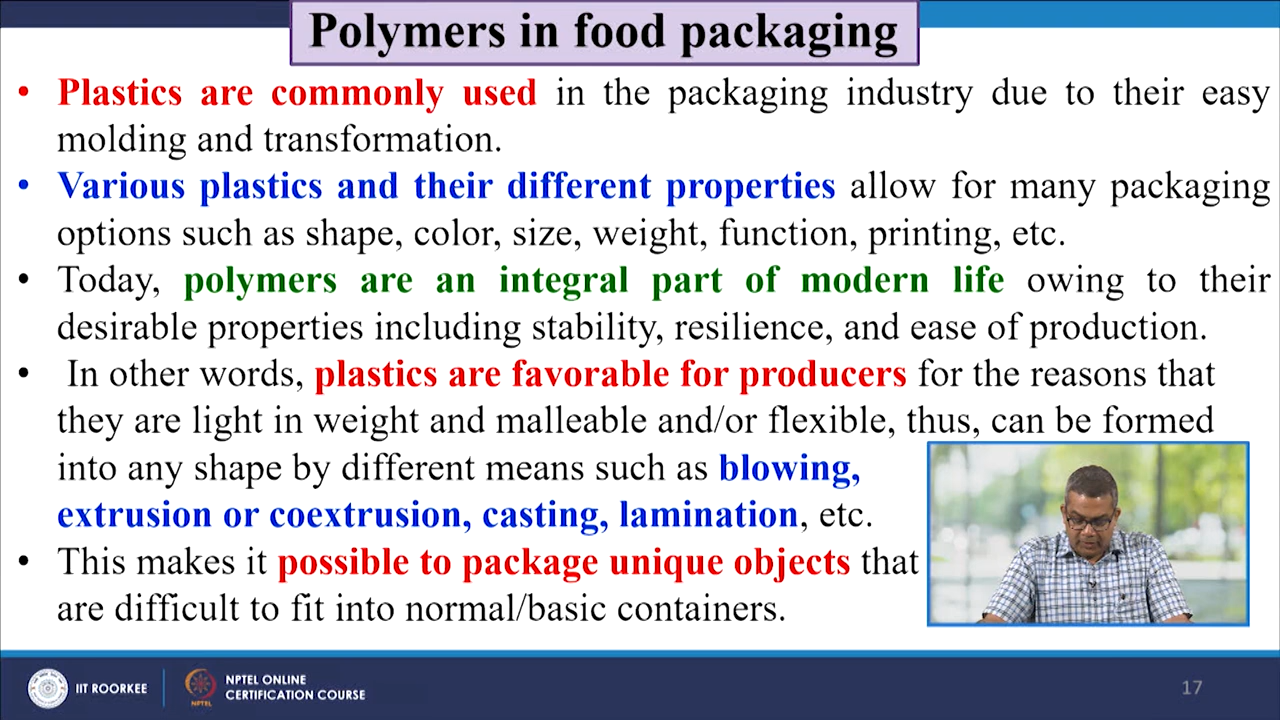 Polymers in food packaging
• Plastics are commonly used in the packaging industry due to their easy
molding and transformation.
• Various plastics and their different properties allow for many packaging
options such as shape, color, size, weight, function, printing, etc.
• Today, polymers are an integral part of modern life owing to their
desirable properties including stability, resilience, and ease of production.
• In other words, plastics are favorable for producers for the reasons that
they are light in weight and malleable and/or flexible, thus, can be formed
into any shape by different means such as blowing,
extrusion or coextrusion, casting, lamination, etc.
• This makes it possible to package unique objects that
are difficult to fit into normal/basic containers.
IIT ROORKEE
NPTEL
NPTEL ONLINE
CERTIFICATION COURSE
17